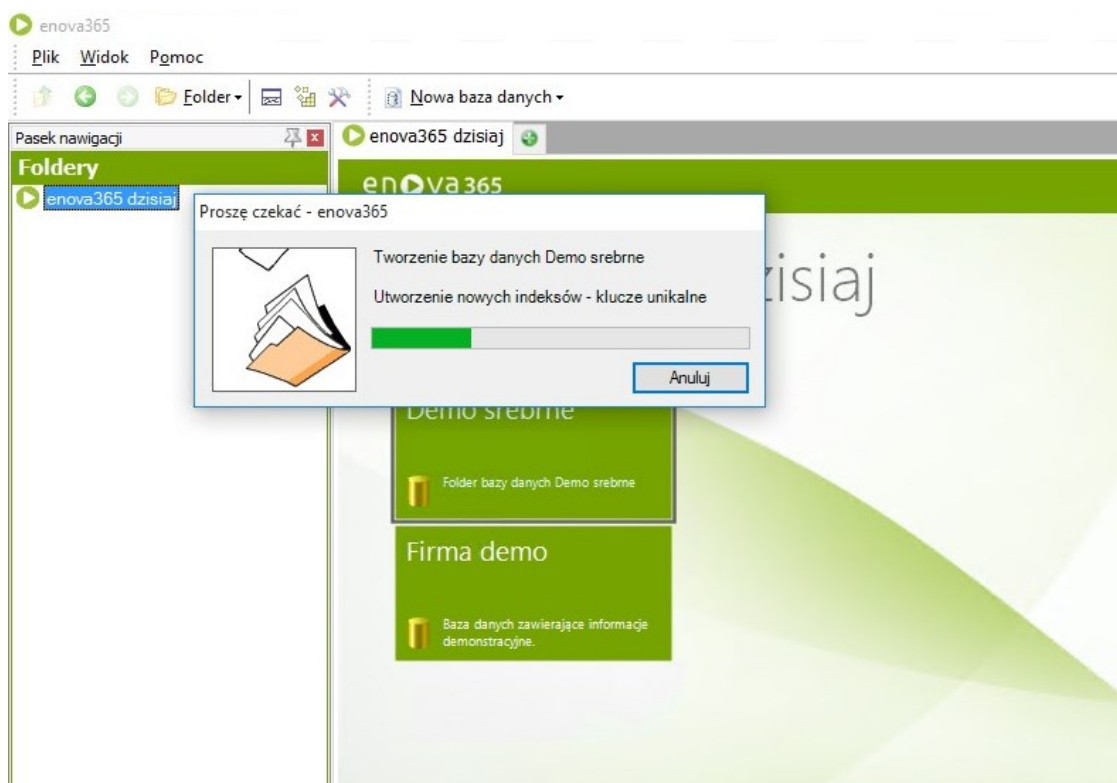 enova365
Plik Widok Pomoc
Folder Nowa baza danych
Pasek nawigacji
enova365 dzisiaj
Foldery
enova365 dzisiaj
enova365
Proszę czekać - enova365
Tworzenie bazy danych Demo srebrne
Utworzenie nowych indeksów - klucze unikalne
Anuluj
zisiaj
Demo srebrne
Folder bazy danych Demo srebrne
Firma demo
Baza danych zawierające informacje
demonstracyjne.